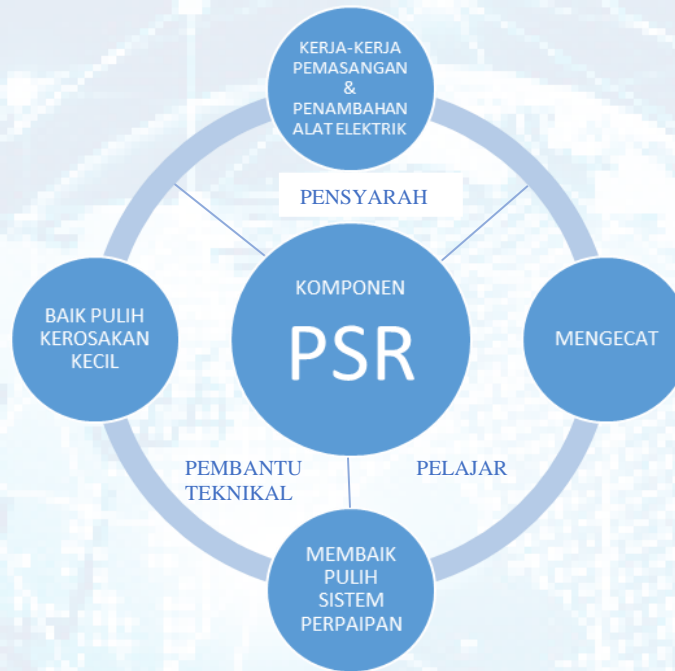 KERJA-KERJA
PEMASANGAN
&
PENAMBAHAN
ALAT ELEKTRIK
PENSYARAH
BAIK PULIH
KEROSAKAN
KECIL
KOMPONEN
PSR
MENGECAT
PEMBANTU
TEKNIKAL
PELAJAR
MEMBAIK
PULIH
SISTEM
PERPAIPAN